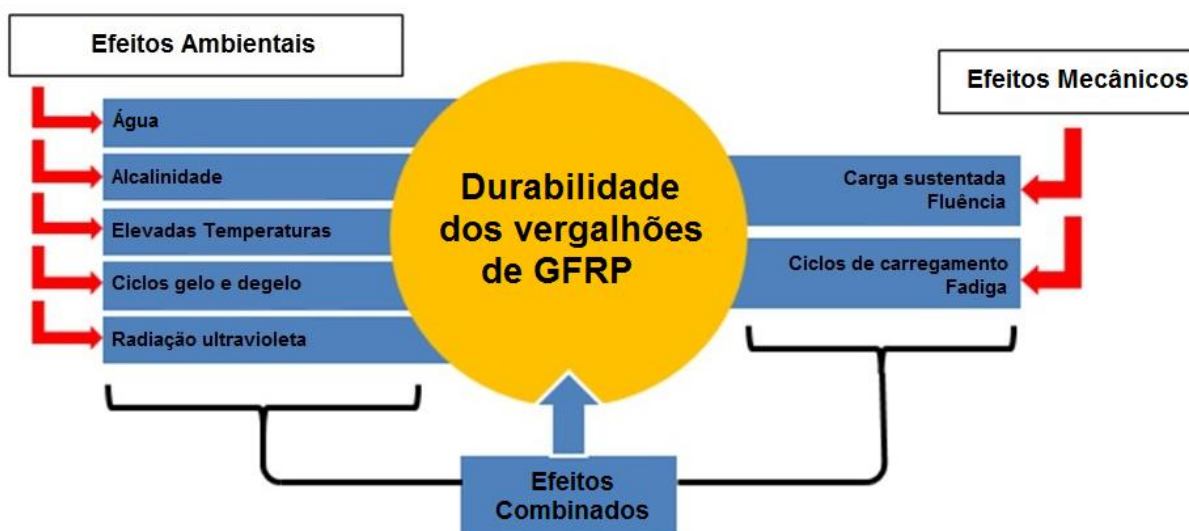 Efeitos Ambientais
Água
Alcalinidade
Elevadas Temperaturas
Ciclos gelo e degelo
Radiação ultravioleta
Durabilidade
dos vergalhões
de GFRP
Efeitos Mecânicos
Carga sustentada
Fluência
Ciclos de carregamento
Fadiga
Efeitos
Combinados